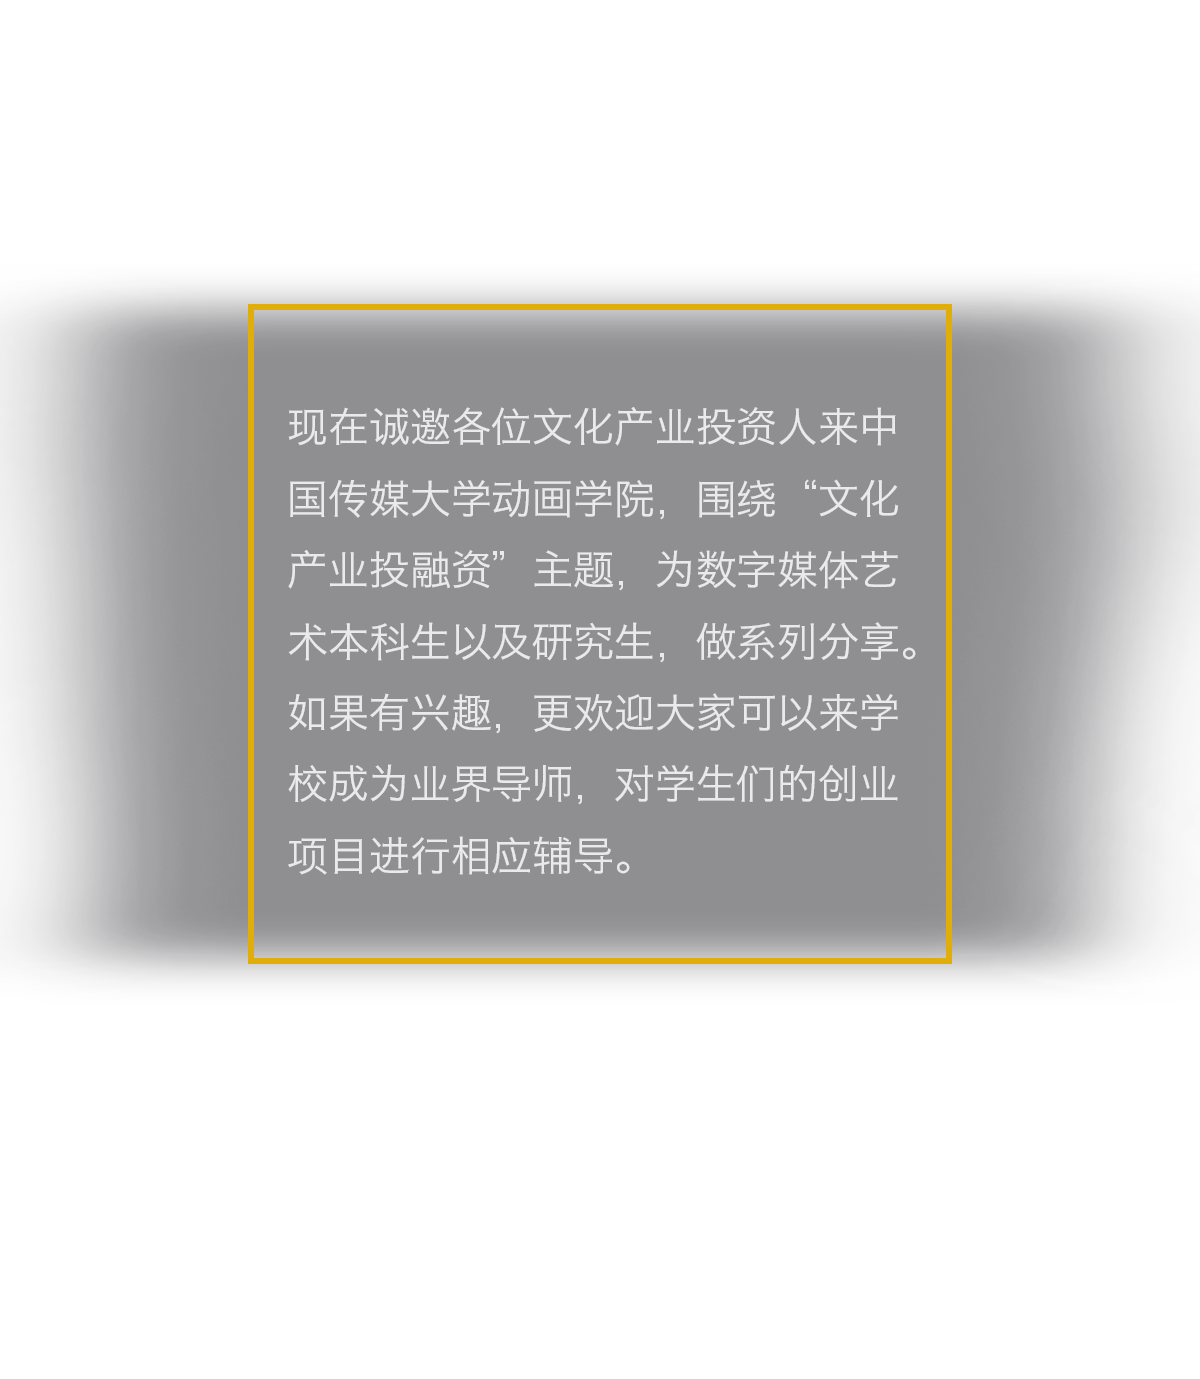 现在诚邀各位文化产业投资人来中
国传媒大学动画学院，围绕“文化
产业投融资”主题，为数字媒体艺
术本科生以及研究生，做系列分享。
如果有兴趣，更欢迎大家可以来学
校成为业界导师，对学生们的创业
项目进行相应辅导。